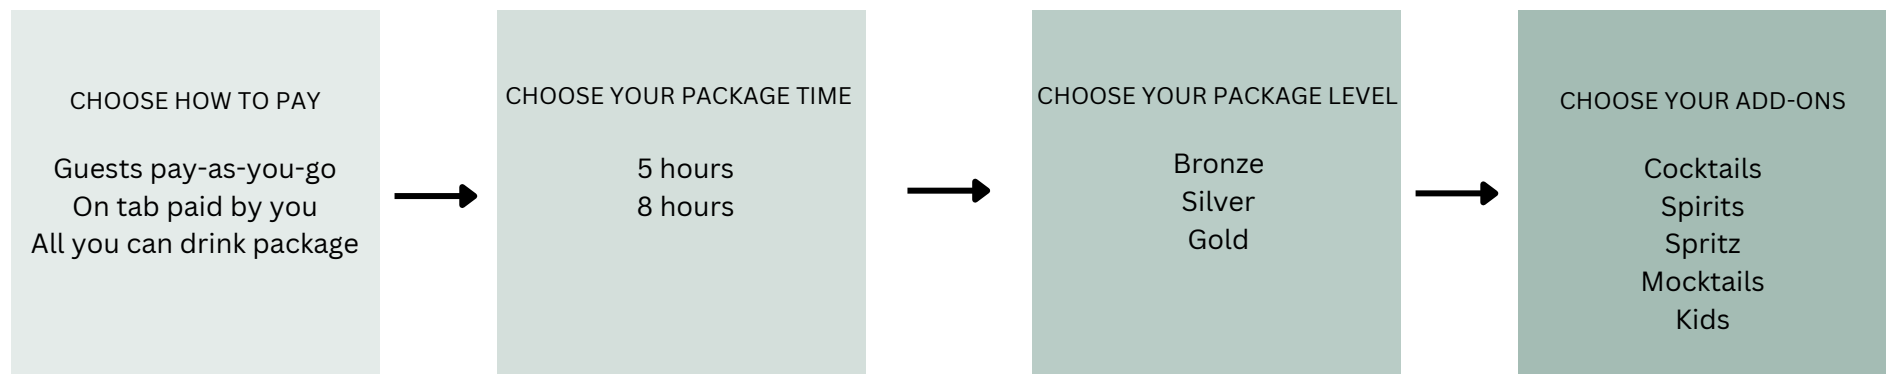 CHOOSE HOW TO PAY
Guests pay-as-you-go
On tab paid by you
All you can drink package
CHOOSE YOUR PACKAGE TIME
5 hours
8 hours
CHOOSE YOUR PACKAGE LEVEL
Bronze
Silver
Gold
CHOOSE YOUR ADD-ONS
Cocktails
Spirits
Spritz
Mocktails
Kids